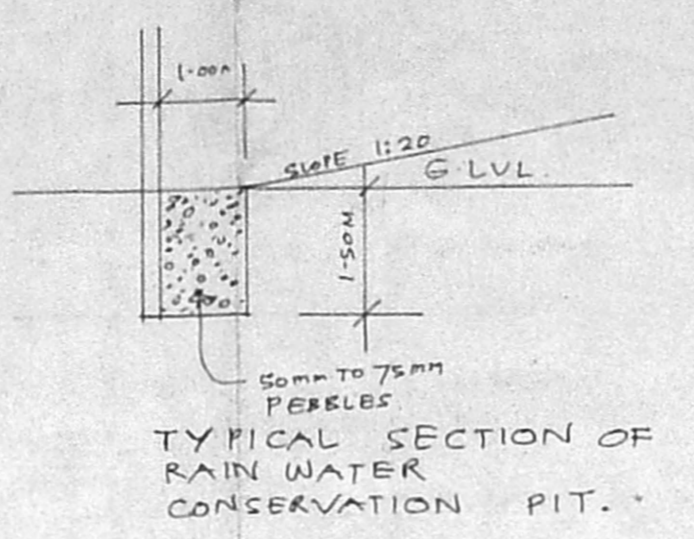 1-00M
SLOPE 1:20
G.LVL.
1-50M
50mm TO 75mm
PEBBLES.
TYPICAL SECTION OF
RAIN WATER
CONSERVATION PIT.